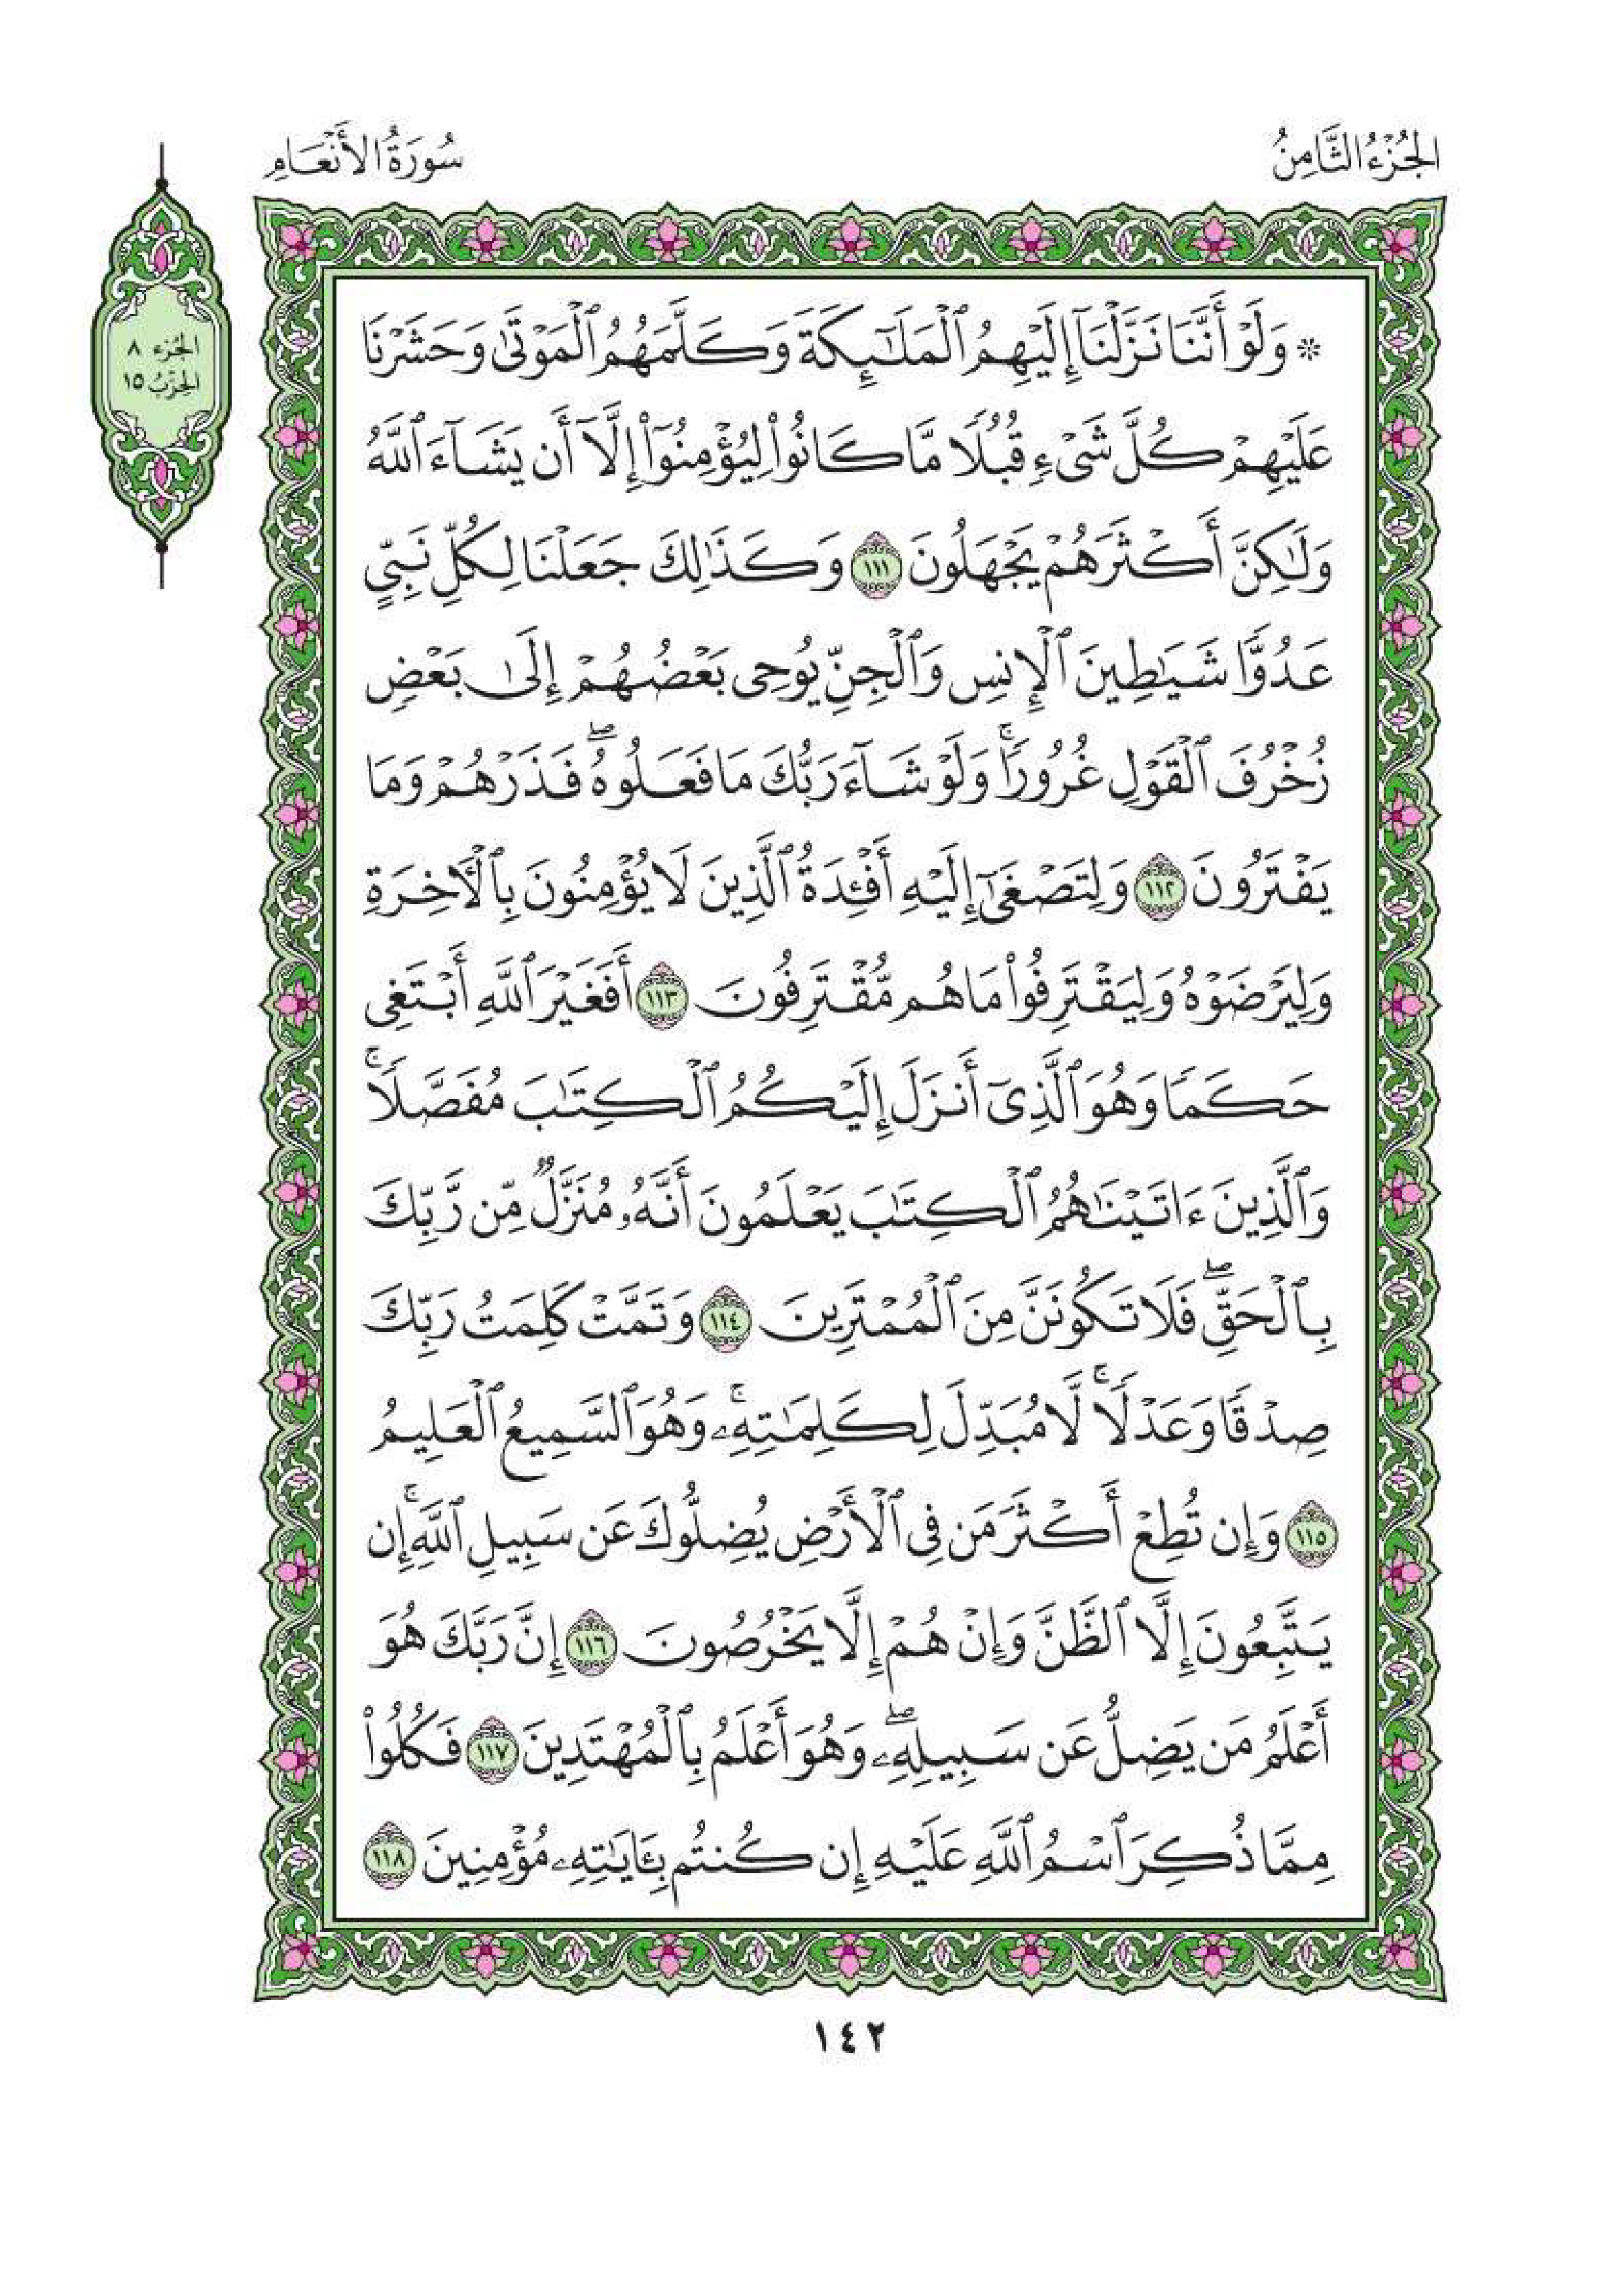 الجُزْءُ الثَّامِنُ
سُورَةُ الأَنْعَامِ
الجُزء ٨
الحِزْبُ ١٥
۞ وَلَوْ أَنَّنَا نَزَّلْنَآ إِلَيْهِمُ ٱلْمَلَـٰٓئِكَةَ وَكَلَّمَهُمُ ٱلْمَوْتَىٰ وَحَشَرْنَا
عَلَيْهِمْ كُلَّ شَىْءٍ قُبُلًا مَّا كَانُوا۟ لِيُؤْمِنُوٓا۟ إِلَّآ أَن يَشَآءَ ٱللَّهُ
وَلَـٰكِنَّ أَكْثَرَهُمْ يَجْهَلُونَ ١١١ وَكَذَٰلِكَ جَعَلْنَا لِكُلِّ نَبِىٍّ
عَدُوًّا شَيَـٰطِينَ ٱلْإِنسِ وَٱلْجِنِّ يُوحِى بَعْضُهُمْ إِلَىٰ بَعْضٍ
زُخْرُفَ ٱلْقَوْلِ غُرُورًا ۚ وَلَوْ شَآءَ رَبُّكَ مَا فَعَلُوهُ ۖ فَذَرْهُمْ وَمَا
يَفْتَرُونَ ١١٢ وَلِتَصْغَىٰٓ إِلَيْهِ أَفْـِٔدَةُ ٱلَّذِينَ لَا يُؤْمِنُونَ بِٱلْـَٔاخِرَةِ
وَلِيَرْضَوْهُ وَلِيَقْتَرِفُوا۟ مَا هُم مُّقْتَرِفُونَ ١١٣ أَفَغَيْرَ ٱللَّهِ أَبْتَغِى
حَكَمًا وَهُوَ ٱلَّذِىٓ أَنزَلَ إِلَيْكُمُ ٱلْكِتَـٰبَ مُفَصَّلًا ۚ
وَٱلَّذِينَ ءَاتَيْنَـٰهُمُ ٱلْكِتَـٰبَ يَعْلَمُونَ أَنَّهُۥ مُنَزَّلٌ مِّن رَّبِّكَ
بِٱلْحَقِّ ۖ فَلَا تَكُونَنَّ مِنَ ٱلْمُمْتَرِينَ ١١٤ وَتَمَّتْ كَلِمَتُ رَبِّكَ
صِدْقًا وَعَدْلًا ۚ لَّا مُبَدِّلَ لِكَلِمَـٰتِهِۦ ۚ وَهُوَ ٱلسَّمِيعُ ٱلْعَلِيمُ
١١٥ وَإِن تُطِعْ أَكْثَرَ مَن فِى ٱلْأَرْضِ يُضِلُّوكَ عَن سَبِيلِ ٱللَّهِ ۚ إِن
يَتَّبِعُونَ إِلَّا ٱلظَّنَّ وَإِنْ هُمْ إِلَّا يَخْرُصُونَ ١١٦ إِنَّ رَبَّكَ هُوَ
أَعْلَمُ مَن يَضِلُّ عَن سَبِيلِهِۦ ۖ وَهُوَ أَعْلَمُ بِٱلْمُهْتَدِينَ ١١٧ فَكُلُوا۟
مِمَّا ذُكِرَ ٱسْمُ ٱللَّهِ عَلَيْهِ إِن كُنتُم بِـَٔايَـٰتِهِۦ مُؤْمِنِينَ ١١٨
١٤٢